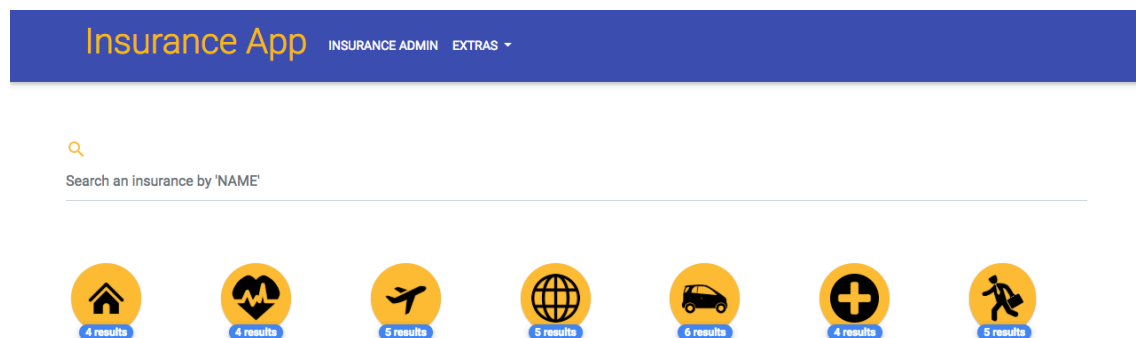 Insurance App INSURANCE ADMIN EXTRAS
Search an insurance by 'NAME'
4 results 4 results 5 results 5 results 6 results 4 results 5 results